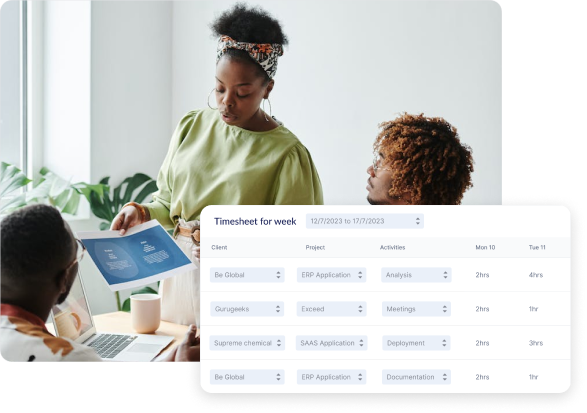 Timesheet for week 12/7/2023 to 17/7/2023
Client Project Activities Mon 10 Tue 11
Be Global ERP Application Analysis 2hrs 4hrs
Gurugeeks Exceed Meetings 2hrs 1hr
Supreme chemical SAAS Application Deployment 2hrs 3hrs
Be Global ERP Application Documentation 2hrs 1hr